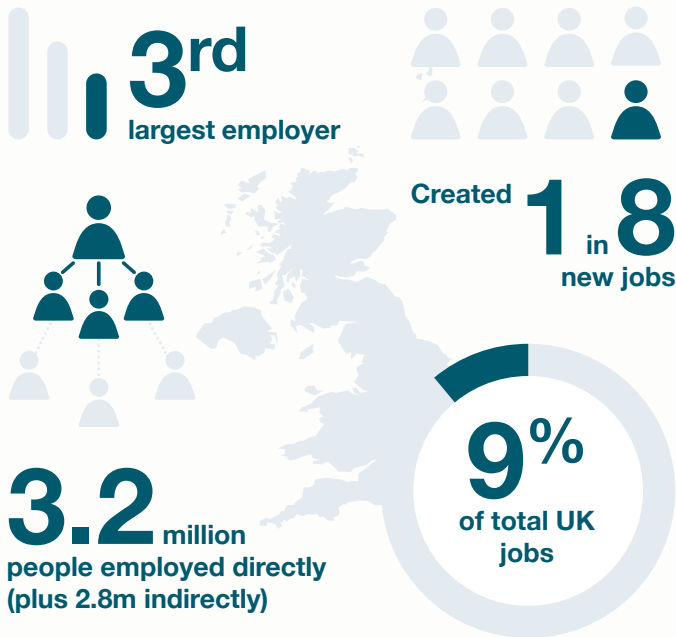 3rd
largest employer
Created 1 in 8
new jobs
9%
of total UK
jobs
3.2 million
people employed directly
(plus 2.8m indirectly)